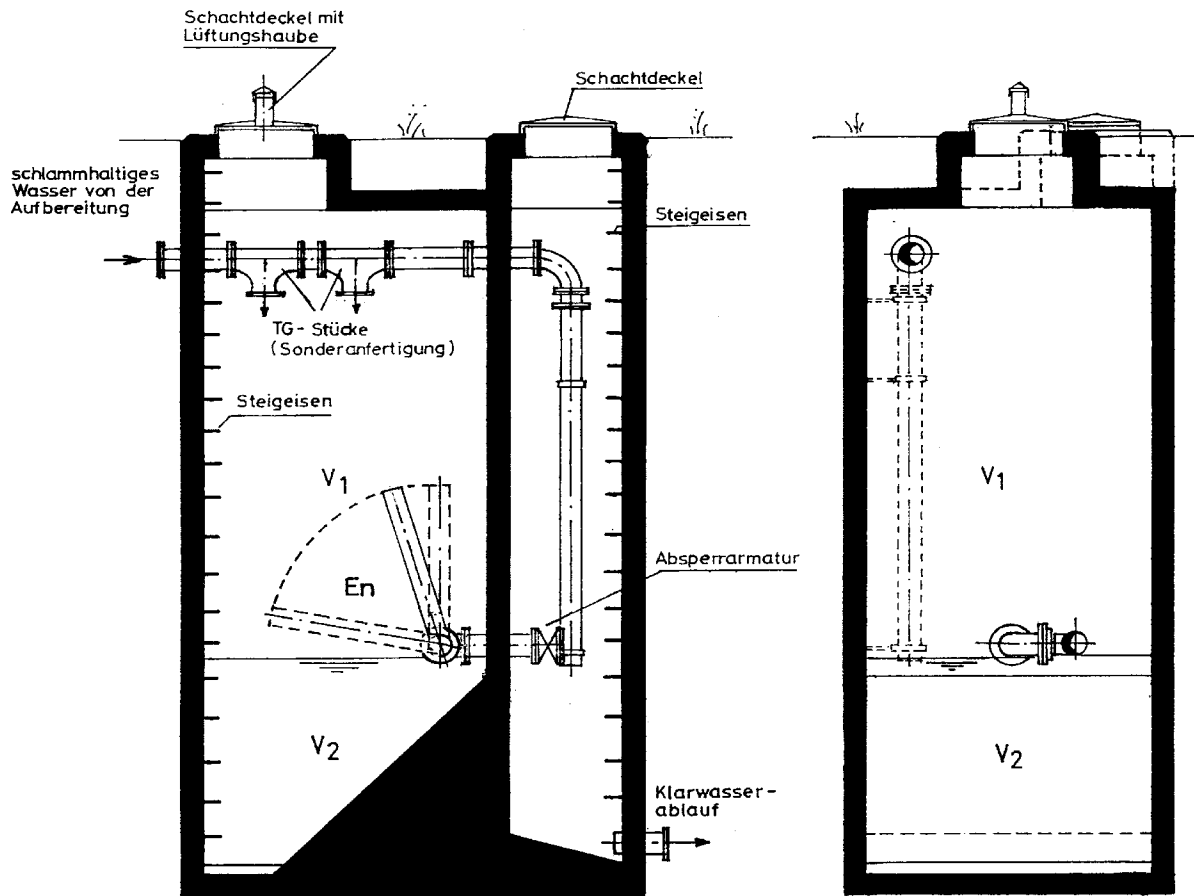 Schachtdeckel mit
Lüftungshaube
Schachtdeckel
schlammhaltiges
Wasser von der
Aufbereitung
Steigeisen
TG-Stücke
(Sonderanfertigung)
Steigeisen
V1
V1
En
Absperrarmatur
V2
V2
Klarwasser-
ablauf